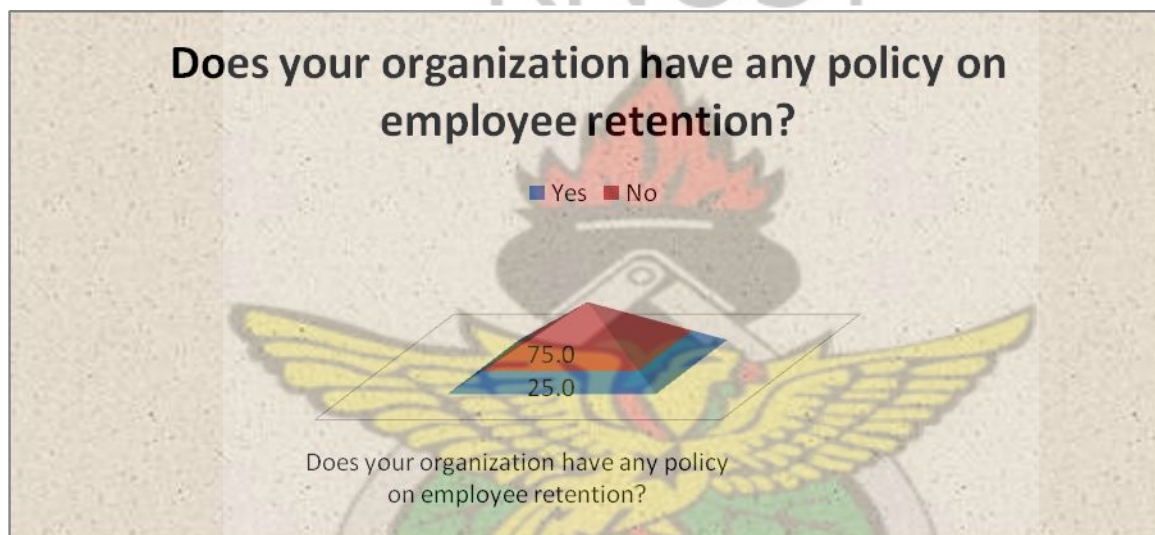 Does your organization have any policy on
employee retention?
Yes No
75.0
25.0
Does your organization have any policy
on employee retention?